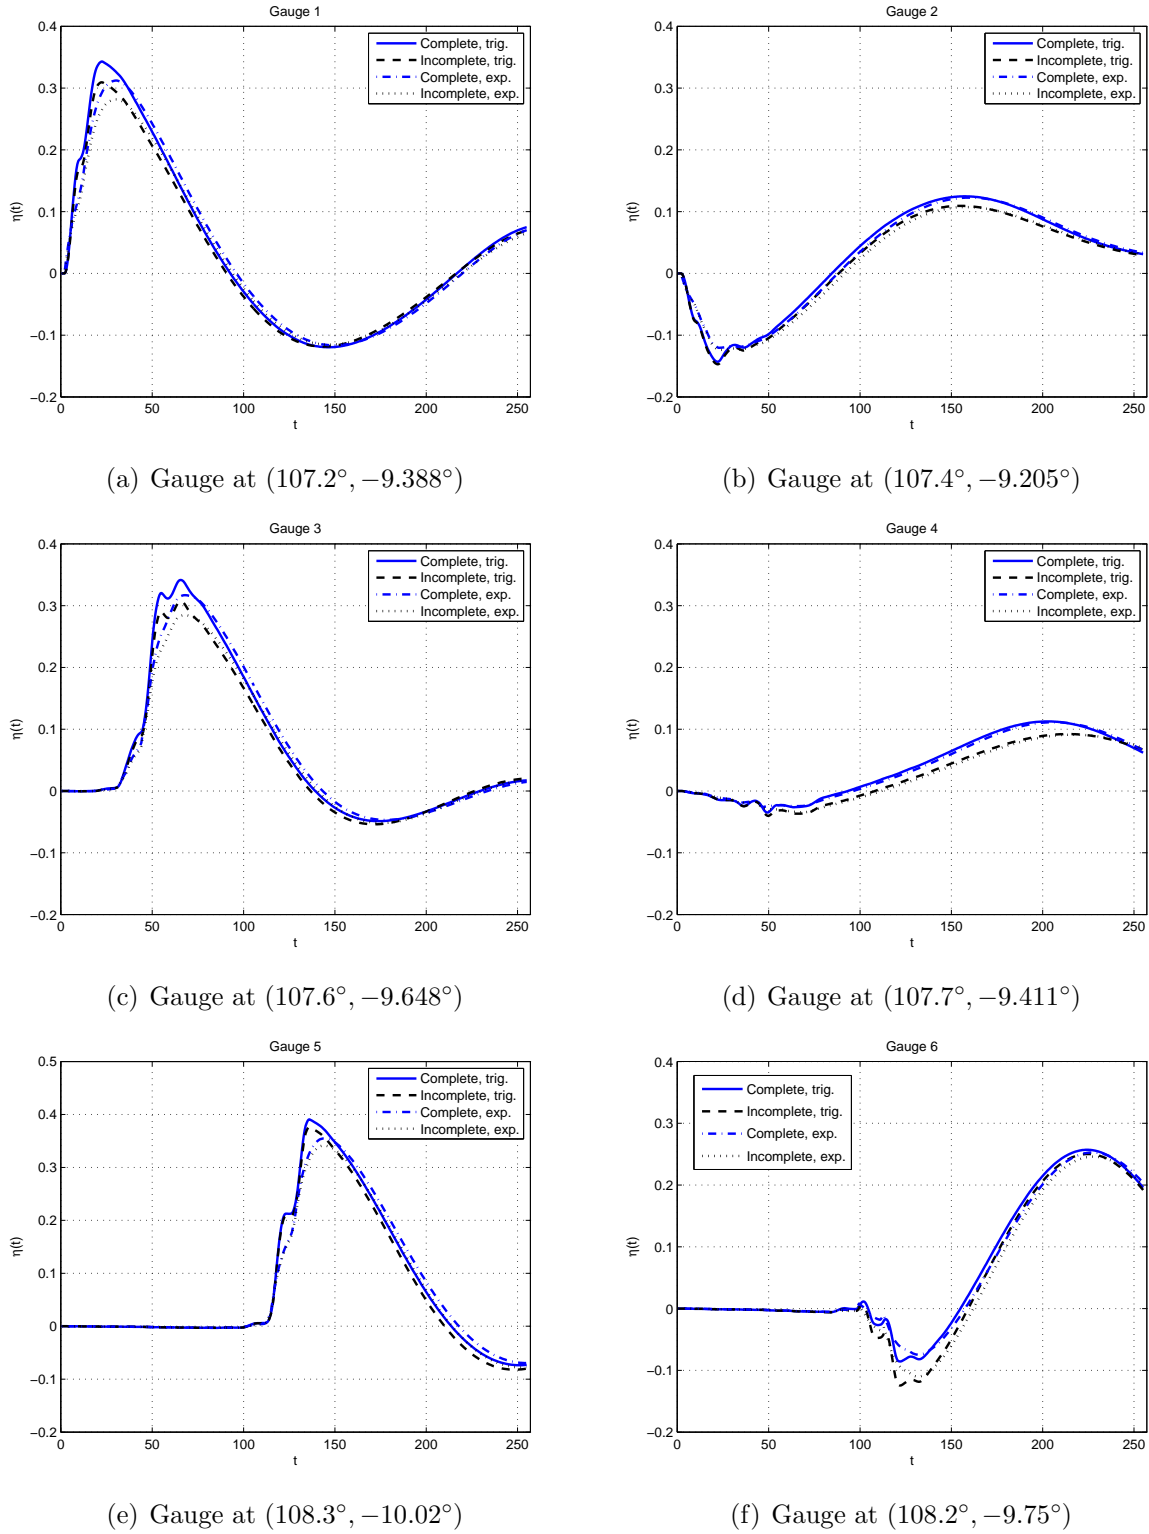 Gauge 1
0.4
0.3
0.2
0.1
0
−0.1
−0.2
η(t)
0 50 100 150 200 250
t
Complete, trig.
Incomplete, trig.
Complete, exp.
Incomplete, exp.
(a) Gauge at (107.2°, −9.388°)
Gauge 2
0.4
0.3
0.2
0.1
0
−0.1
−0.2
η(t)
0 50 100 150 200 250
t
Complete, trig.
Incomplete, trig.
Complete, exp.
Incomplete, exp.
(b) Gauge at (107.4°, −9.205°)
Gauge 3
0.4
0.3
0.2
0.1
0
−0.1
−0.2
η(t)
0 50 100 150 200 250
t
Complete, trig.
Incomplete, trig.
Complete, exp.
Incomplete, exp.
(c) Gauge at (107.6°, −9.648°)
Gauge 4
0.4
0.3
0.2
0.1
0
−0.1
−0.2
η(t)
0 50 100 150 200 250
t
Complete, trig.
Incomplete, trig.
Complete, exp.
Incomplete, exp.
(d) Gauge at (107.7°, −9.411°)
Gauge 5
0.5
0.4
0.3
0.2
0.1
0
−0.1
−0.2
η(t)
0 50 100 150 200 250
t
Complete, trig.
Incomplete, trig.
Complete, exp.
Incomplete, exp.
(e) Gauge at (108.3°, −10.02°)
Gauge 6
0.4
0.3
0.2
0.1
0
−0.1
−0.2
η(t)
0 50 100 150 200 250
t
Complete, trig.
Incomplete, trig.
Complete, exp.
Incomplete, exp.
(f) Gauge at (108.2°, −9.75°)